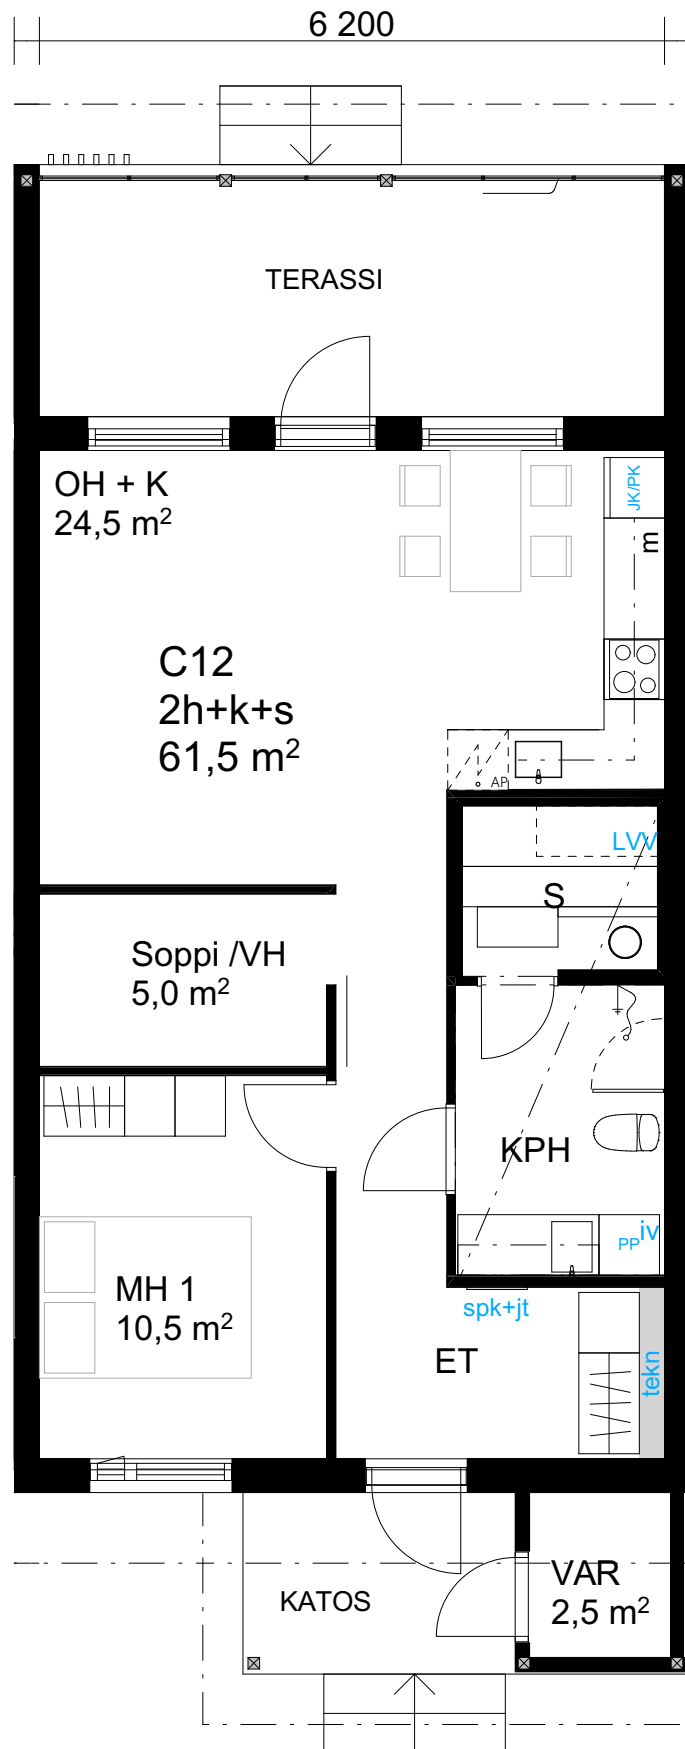 6 200
TERASSI
OH + K
24,5 m²
JK/PK
m
C12
2h+k+s
61,5 m²
AP
LVV
S
Soppi /VH
5,0 m²
KPH
PP
iv
MH 1
10,5 m²
spk+jt
ET
tekn
VAR
2,5 m²
KATOS